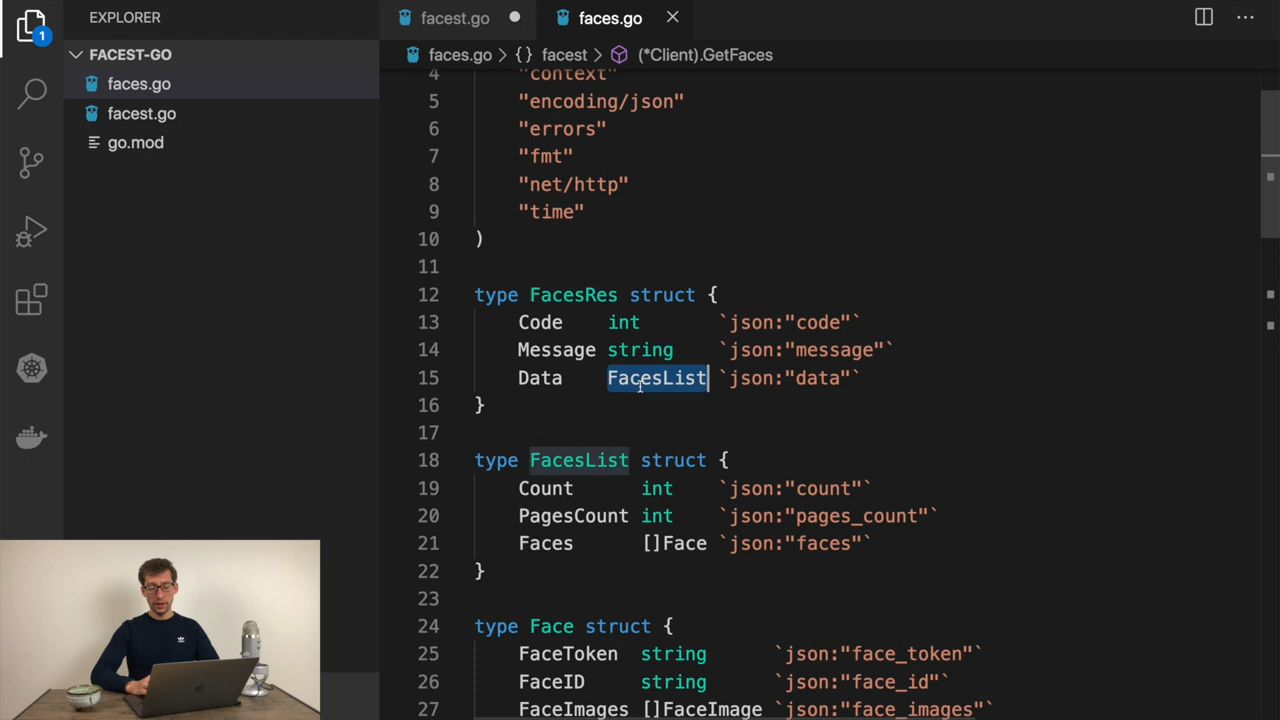 EXPLORER
1
FACEST-GO
faces.go
facest.go
go.mod
facest.go
faces.go
faces.go > {} facest > (*Client).GetFaces
4 "context"
5 "encoding/json"
6 "errors"
7 "fmt"
8 "net/http"
9 "time"
10 )
11
12 type FacesRes struct {
13 Code int `json:"code"`
14 Message string `json:"message"`
15 Data FacesList `json:"data"`
16 }
17
18 type FacesList struct {
19 Count int `json:"count"`
20 PagesCount int `json:"pages_count"`
21 Faces []Face `json:"faces"`
22 }
23
24 type Face struct {
25 FaceToken string `json:"face_token"`
26 FaceID string `json:"face_id"`
27 FaceImages []FaceImage `json:"face_images"`